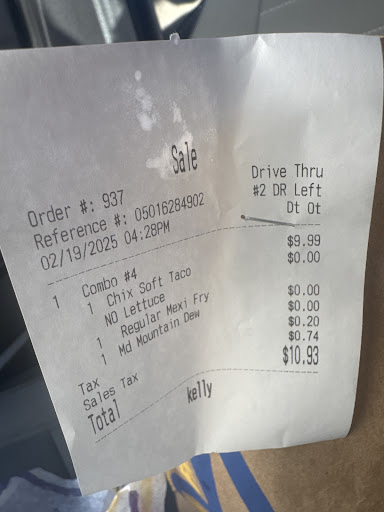 Sale
Order #: 937 Drive Thru
Reference #: 05016284902 #2 DR Left
02/19/2025 04:28PM Dt Ot
1 Combo #4 $9.99
1 Chix Soft Taco $0.00
NO Lettuce
1 Regular Mexi Fry $0.00
1 Md Mountain Dew $0.00
Tax $0.20
Sales Tax $0.74
Total $10.93
kelly